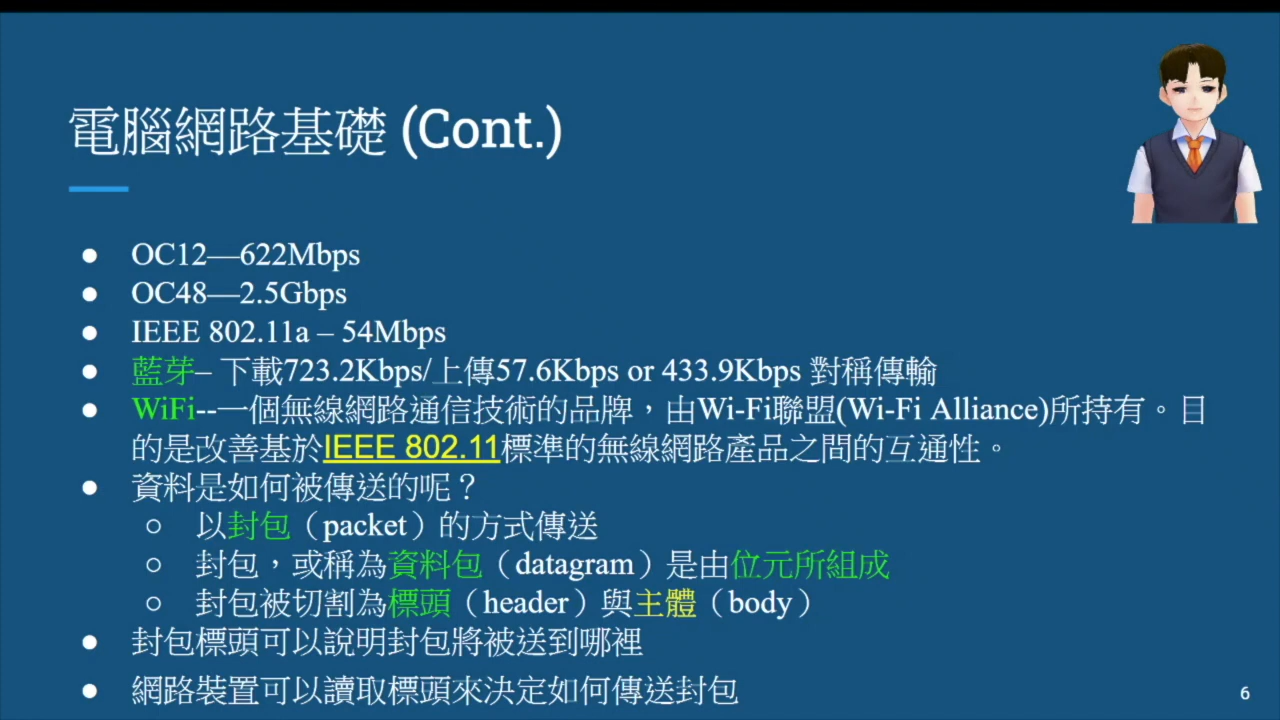 電腦網路基礎 (Cont.)
● OC12—622Mbps
● OC48—2.5Gbps
● IEEE 802.11a – 54Mbps
● 藍芽– 下載723.2Kbps/上傳57.6Kbps or 433.9Kbps 對稱傳輸
● WiFi--一個無線網路通信技術的品牌，由Wi-Fi聯盟(Wi-Fi Alliance)所持有。目
的是改善基於IEEE 802.11標準的無線網路產品之間的互通性。
● 資料是如何被傳送的呢？
○ 以封包（packet）的方式傳送
○ 封包，或稱為資料包（datagram）是由位元所組成
○ 封包被切割為標頭（header）與主體（body）
● 封包標頭可以說明封包將被送到哪裡
● 網路裝置可以讀取標頭來決定如何傳送封包
6